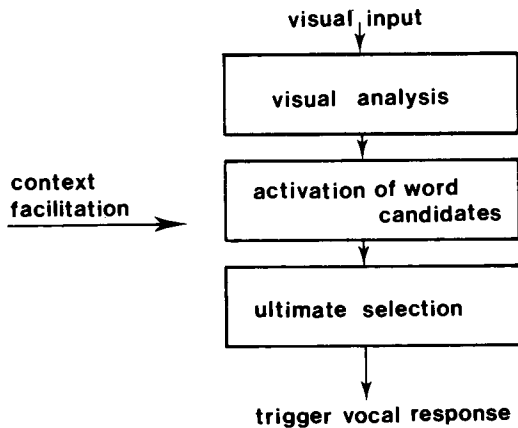 visual input
visual analysis
context
facilitation
activation of word
candidates
ultimate selection
trigger vocal response